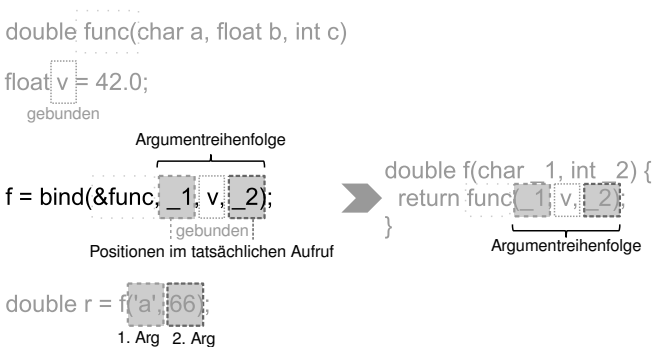 double func(char a, float b, int c)
float v = 42.0;
gebunden
Argumentreihenfolge
f = bind(&func, _1, v, _2);
gebunden
Positionen im tatsächlichen Aufruf
double f(char _1, int _2) {
return func(_1, v, _2);
}
Argumentreihenfolge
double r = f('a', 66);
1. Arg 2. Arg